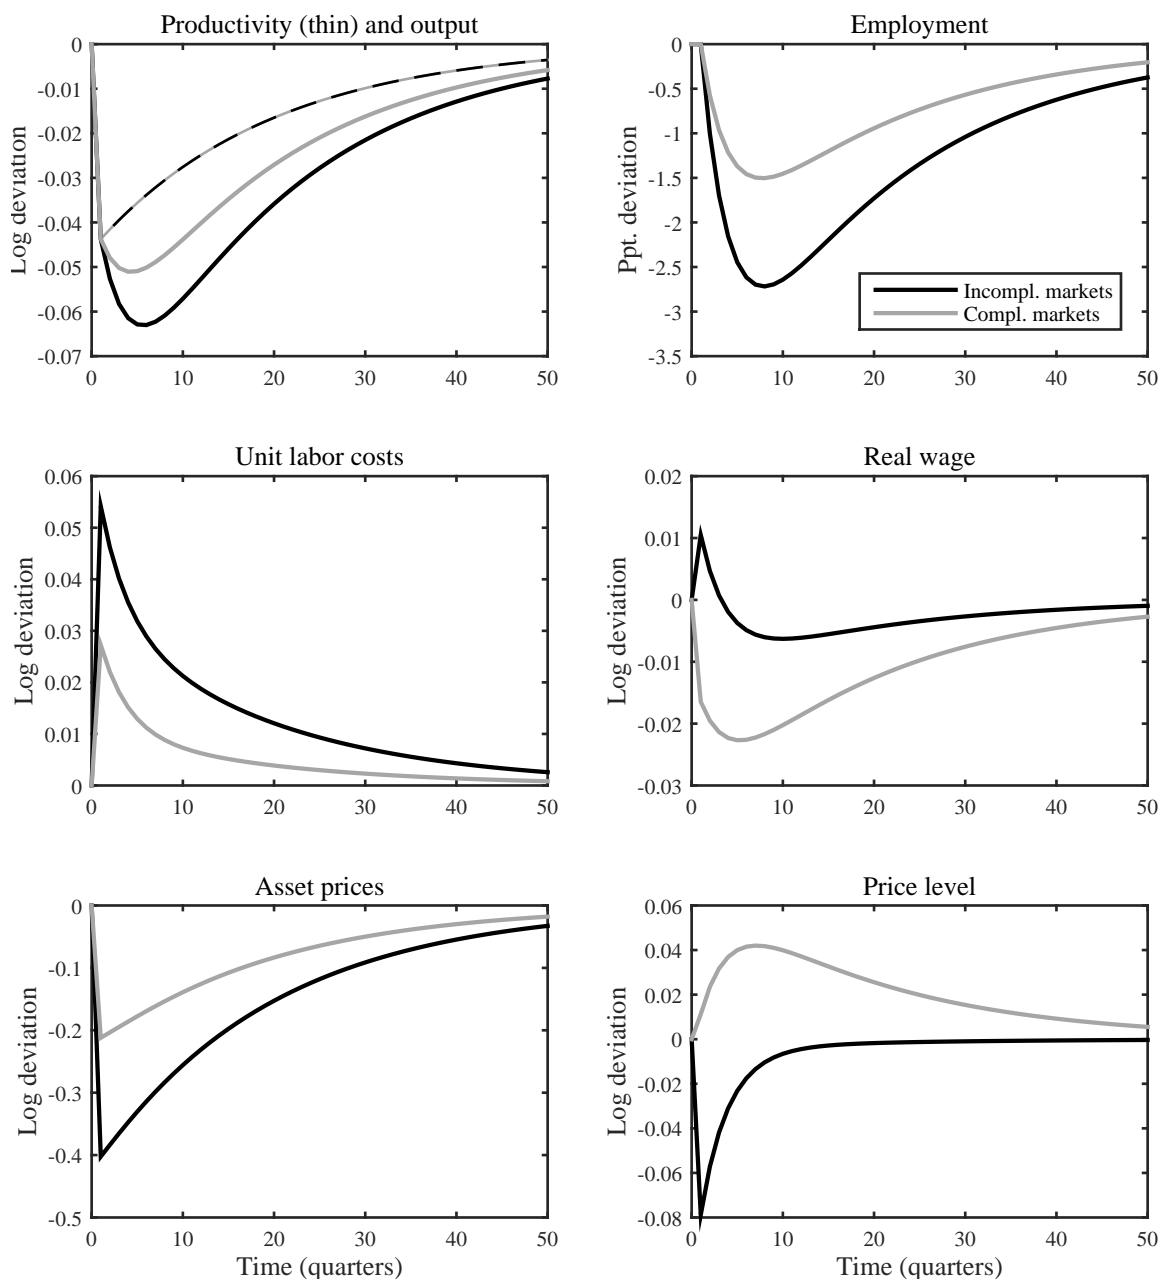 Productivity (thin) and output
0
-0.01
-0.02
-0.03
-0.04
-0.05
-0.06
-0.07
Log deviation
0 10 20 30 40 50
Employment
0
-0.5
-1
-1.5
-2
-2.5
-3
-3.5
Ppt. deviation
Incompl. markets
Compl. markets
0 10 20 30 40 50
Unit labor costs
0.06
0.05
0.04
0.03
0.02
0.01
0
Log deviation
0 10 20 30 40 50
Real wage
0.02
0.01
0
-0.01
-0.02
-0.03
Log deviation
0 10 20 30 40 50
Asset prices
0
-0.1
-0.2
-0.3
-0.4
-0.5
Log deviation
0 10 20 30 40 50
Time (quarters)
Price level
0.06
0.04
0.02
0
-0.02
-0.04
-0.06
-0.08
Log deviation
0 10 20 30 40 50
Time (quarters)